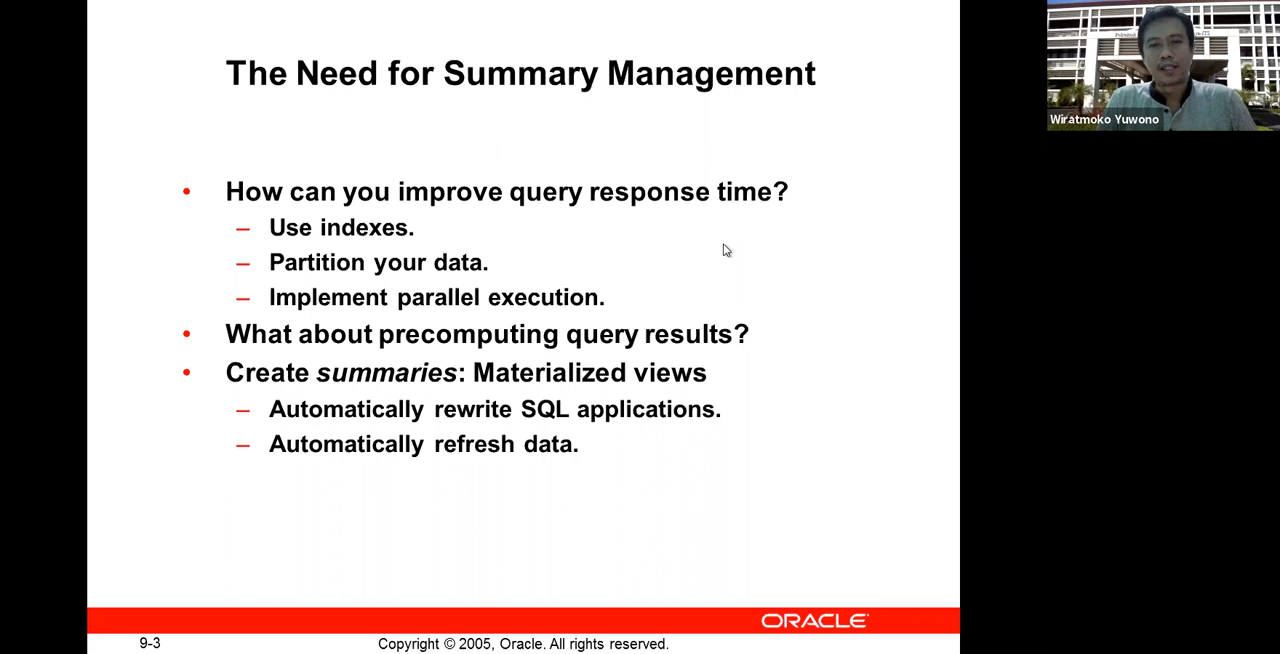 The Need for Summary Management
Wiratmoko Yuwono
• How can you improve query response time?
– Use indexes.
– Partition your data.
– Implement parallel execution.
• What about precomputing query results?
• Create summaries: Materialized views
– Automatically rewrite SQL applications.
– Automatically refresh data.
ORACLE
9-3
Copyright © 2005, Oracle. All rights reserved.